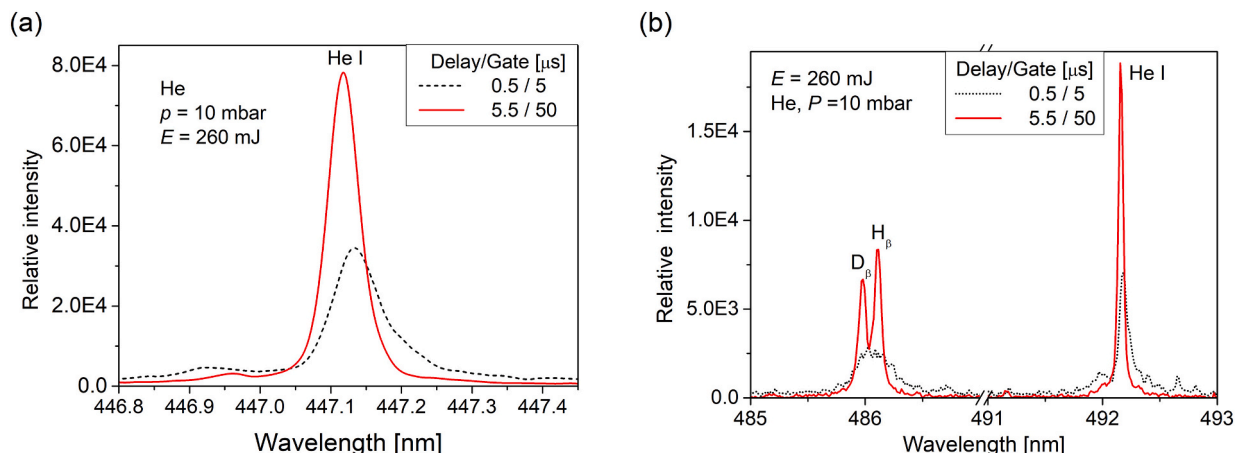 (a)
He I
Delay/Gate [μs]
0.5 / 5
5.5 / 50
He
p = 10 mbar
E = 260 mJ
8.0E4
6.0E4
4.0E4
2.0E4
0.0
Relative intensity
446.8 446.9 447.0 447.1 447.2 447.3 447.4
Wavelength [nm]
(b)
E = 260 mJ
He, P =10 mbar
Delay/Gate [μs]
0.5 / 5
5.5 / 50
He I
1.5E4
1.0E4
5.0E3
0.0
Dβ
Hβ
Relative intensity
485 486 491 492 493
Wavelength [nm]